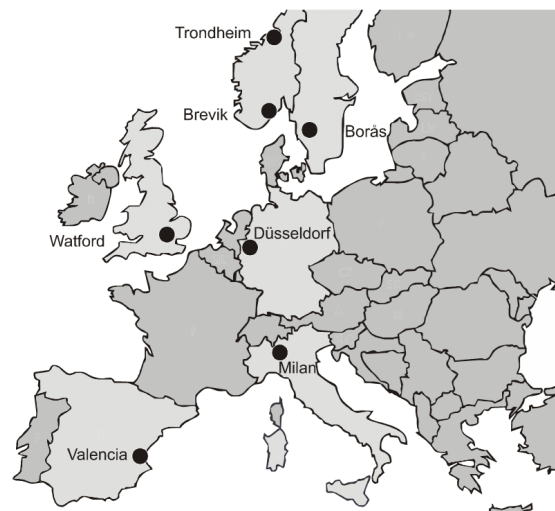 Trondheim
Brevik
Borås
Watford
Düsseldorf
Milan
Valencia